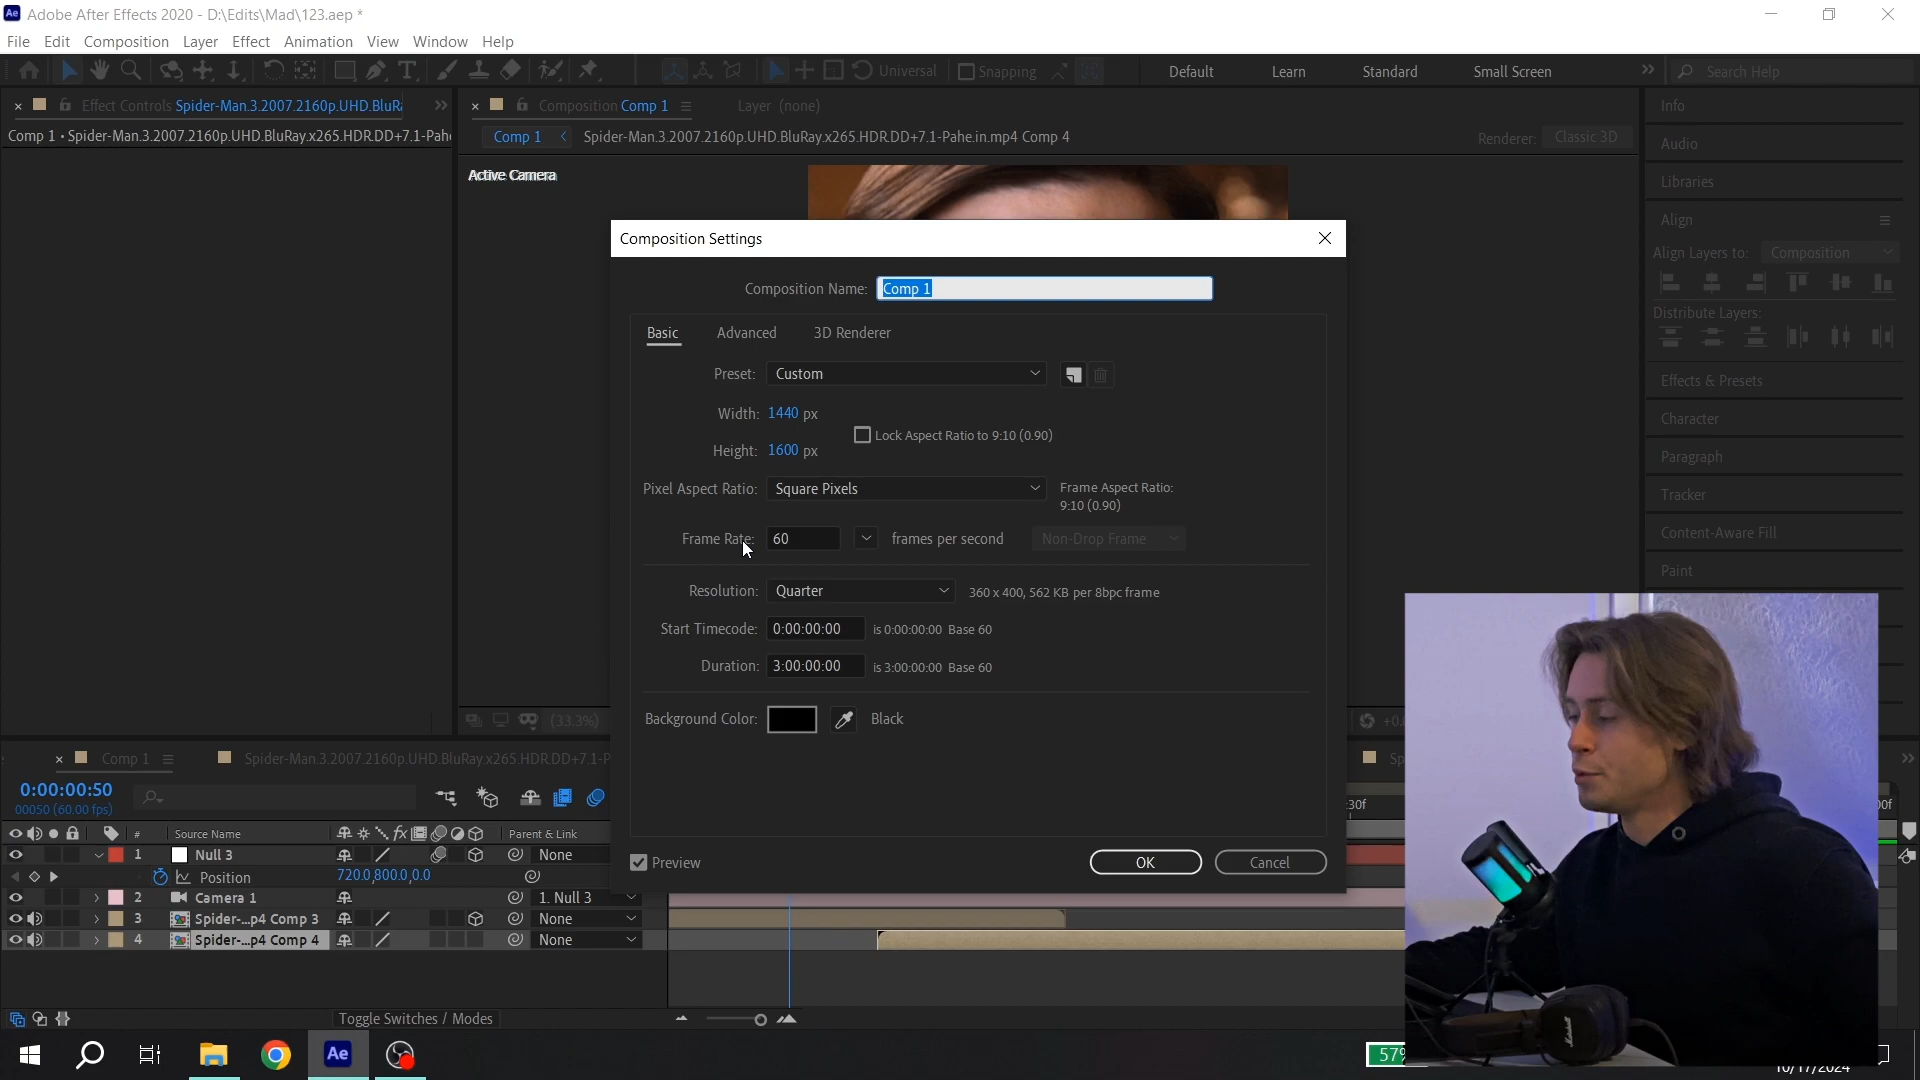 Ae Adobe After Effects 2020 - D:\Edits\Mad\123.aep *
File Edit Composition Layer Effect Animation View Window Help
Universal Snapping Default Learn Standard Small Screen Search Help
Effect Controls Spider-Man.3.2007.2160p.UHD.BluRa
Composition Comp 1 Layer (none)
Comp 1 • Spider-Man.3.2007.2160p.UHD.BluRay.x265.HDR.DD+7.1-Pahe
Comp 1 Spider-Man.3.2007.2160p.UHD.BluRay.x265.HDR.DD+7.1-Pahe.in.mp4 Comp 4
Renderer: Classic 3D
Active Camera
Info
Audio
Libraries
Align
Align Layers to: Composition
Distribute Layers:
Effects & Presets
Character
Paragraph
Tracker
Content-Aware Fill
Paint
Composition Settings
Composition Name: Comp 1
Basic Advanced 3D Renderer
Preset: Custom
Width: 1440 px
Lock Aspect Ratio to 9:10 (0.90)
Height: 1600 px
Pixel Aspect Ratio: Square Pixels
Frame Aspect Ratio:
9:10 (0.90)
Frame Rate: 60 frames per second Non-Drop Frame
Resolution: Quarter 360 x 400, 562 KB per 8bpc frame
Start Timecode: 0:00:00:00 is 0:00:00:00 Base 60
Duration: 3:00:00:00 is 3:00:00:00 Base 60
Background Color: Black
Preview OK Cancel
(33.3%) +0.
Comp 1 Spider-Man.3.2007.2160p.UHD.BluRay.x265.HDR.DD+7.1-P Sp
0:00:00:50
00050 (60.00 fps)
:30f 00f
# Source Name Parent & Link
1 Null 3 None
Position 720.0,800.0,0.0
2 Camera 1 1. Null 3
3 Spider-...p4 Comp 3 None
4 Spider-...p4 Comp 4 None
Toggle Switches / Modes
Ae
57%
10/17/2024